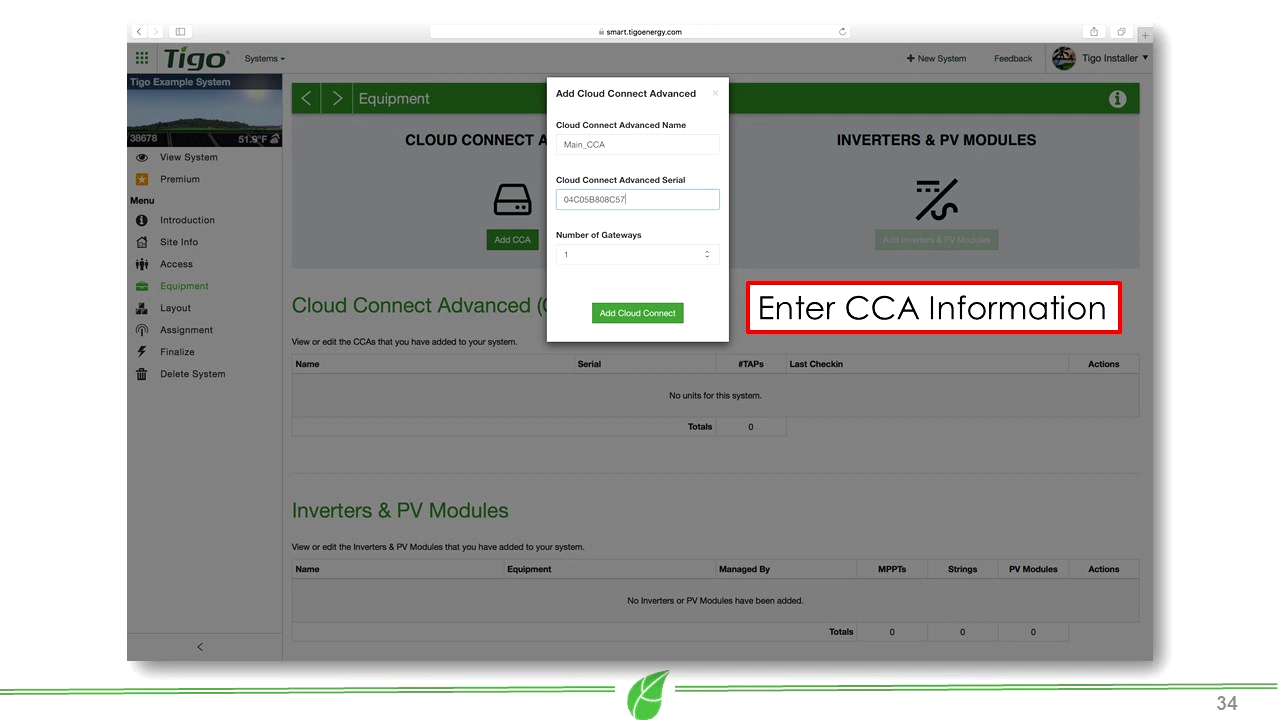 smart.tigoenergy.com
Tigo
Systems
+ New System
Feedback
Tigo Installer
Tigo Example System
38678
51.9°F
View System
Premium
Menu
Introduction
Site Info
Access
Equipment
Layout
Assignment
Finalize
Delete System
Equipment
CLOUD CONNECT A
Add CCA
INVERTERS & PV MODULES
Add Inverters & PV Modules
Add Cloud Connect Advanced
×
Cloud Connect Advanced Name
Main_CCA
Cloud Connect Advanced Serial
04C05B808C57
Number of Gateways
1
Add Cloud Connect
Enter CCA Information
Cloud Connect Advanced (
View or edit the CCAs that you have added to your system.
Name Serial #TAPs Last Checkin Actions
No units for this system.
Totals 0
Inverters & PV Modules
View or edit the Inverters & PV Modules that you have added to your system.
Name Equipment Managed By MPPTs Strings PV Modules Actions
No Inverters or PV Modules have been added.
Totals 0 0 0
34